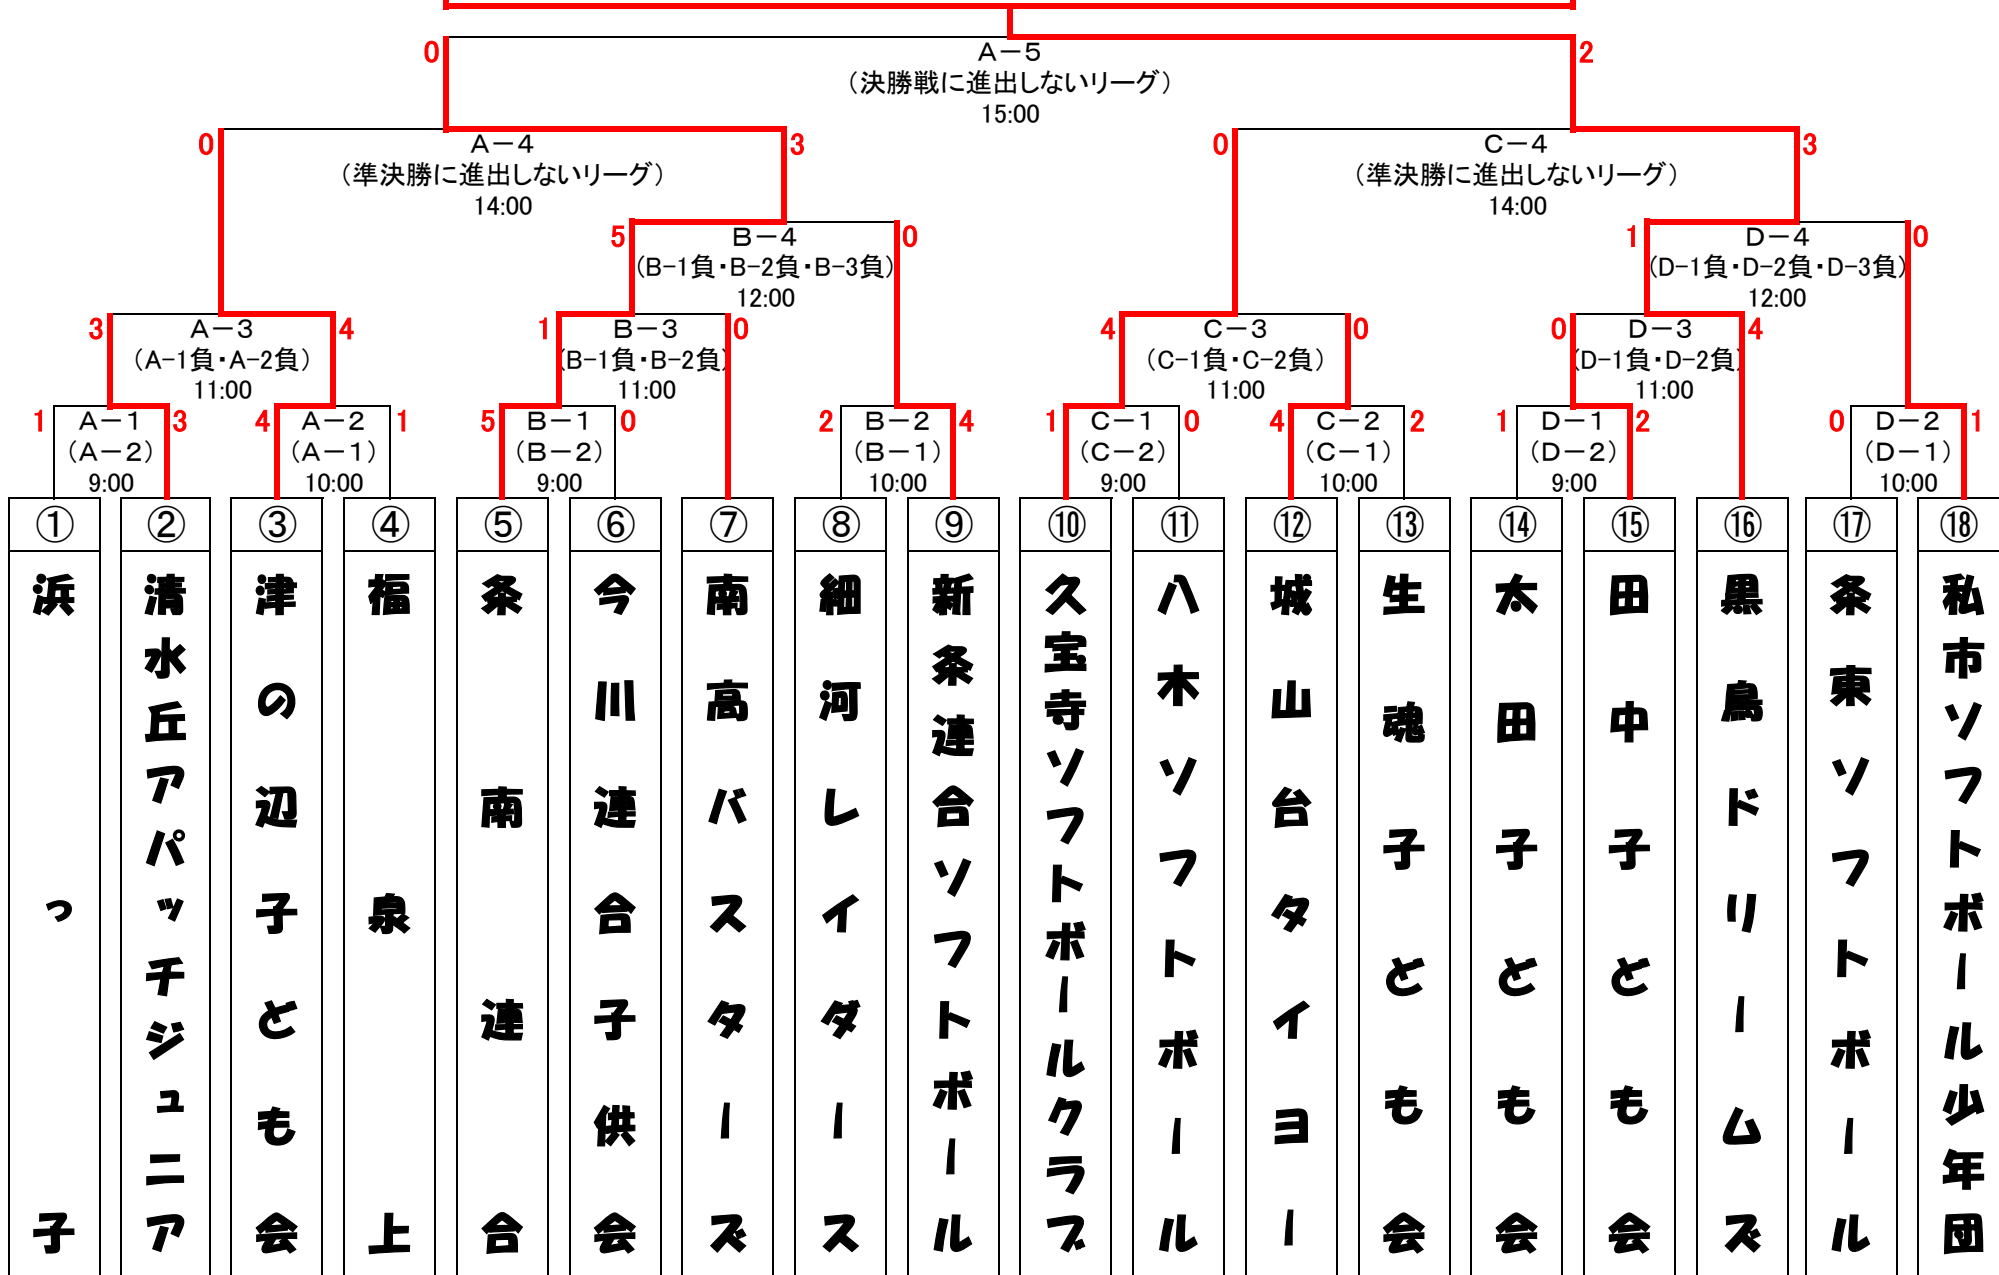 0 A-5 2
（決勝戦に進出しないリーグ）
15:00
0 A-4 3
（準決勝に進出しないリーグ）
14:00
0 C-4 3
（準決勝に進出しないリーグ）
14:00
5 B-4 0
（B-1負・B-2負・B-3負）
12:00
1 D-4 0
（D-1負・D-2負・D-3負）
12:00
3 A-3 4
（A-1負・A-2負）
11:00
1 B-3 0
（B-1負・B-2負）
11:00
4 C-3 0
（C-1負・C-2負）
11:00
0 D-3 4
（D-1負・D-2負）
11:00
1 A-1 3
（A-2）
9:00
4 A-2 1
（A-1）
10:00
5 B-1 0
（B-2）
9:00
2 B-2 4
（B-1）
10:00
1 C-1 0
（C-2）
9:00
4 C-2 2
（C-1）
10:00
1 D-1 2
（D-2）
9:00
0 D-2 1
（D-1）
10:00
① 浜っ子
② 清水丘アパッチジュニア
③ 津の辺子ども会
④ 福泉上
⑤ 条南連合
⑥ 今川連合子供会
⑦ 南高バスターズ
⑧ 細河レイダース
⑨ 新条連合ソフトボール
⑩ 久宝寺ソフトボールクラブ
⑪ 八木ソフトボール
⑫ 城山台タイヨー
⑬ 生魂子ども会
⑭ 太田子ども会
⑮ 田中子ども会
⑯ 黒鳥ドリームズ
⑰ 条東ソフトボール
⑱ 私市ソフトボール少年団